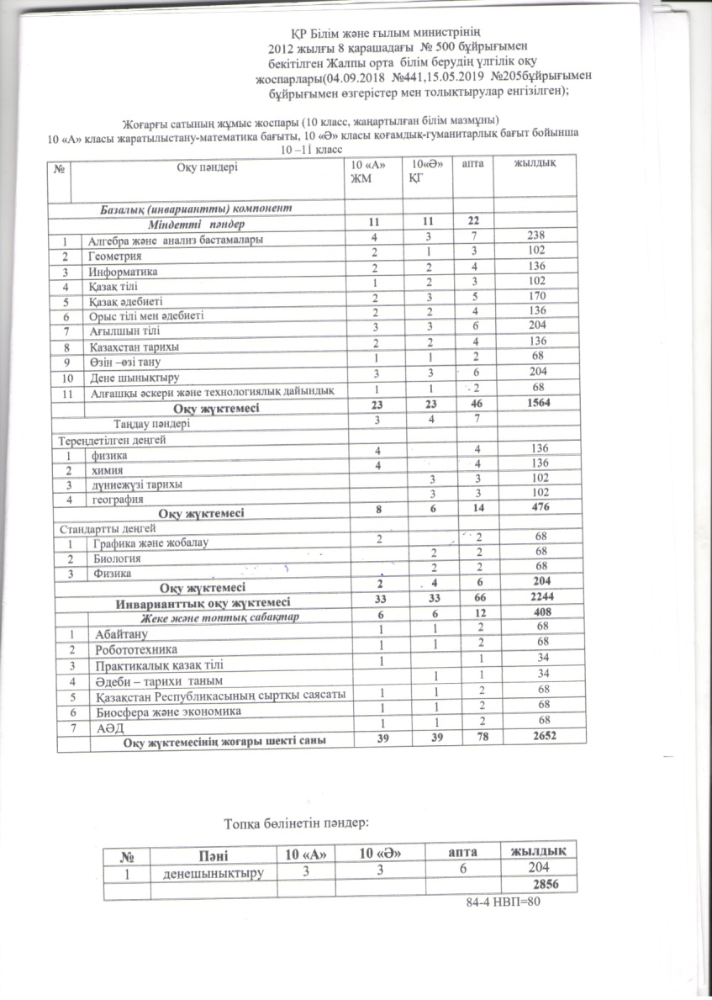 ҚР Білім және ғылым министрінің
2012 жылғы 8 қарашадағы № 500 бұйрығымен
бекітілген Жалпы орта білім берудің үлгілік оқу
жоспарлары(04.09.2018 №441,15.05.2019 №205бұйрығымен
бұйрығымен өзгерістер мен толықтырулар енгізілген);
Жоғарғы сатының жұмыс жоспары (10 класс, жаңартылған білім мазмұны)
10 «А» класы жаратылыстану-математика бағыты, 10 «Ә» класы қоғамдық-гуманитарлық бағыт бойынша
10 –11 класс
№ Оқу пәндері 10 «А» 10«Ә» апта жылдық
ЖМ ҚГ
Базалық (инвариантты) компонент
Міндетті пәндер 11 11 22
1 Алгебра және анализ бастамалары 4 3 7 238
2 Геометрия 2 1 3 102
3 Информатика 2 2 4 136
4 Қазақ тілі 1 2 3 102
5 Қазақ әдебиеті 2 3 5 170
6 Орыс тілі мен әдебиеті 2 2 4 136
7 Ағылшын тілі 3 3 6 204
8 Казахстан тарихы 2 2 4 136
9 Өзін –өзі тану 1 1 2 68
10 Дене шынықтыру 3 3 6 204
11 Алғашқы әскери және технологиялық дайындық 1 1 2 68
Оқу жүктемесі 23 23 46 1564
Таңдау пәндері 3 4 7
Тереңдетілген деңгей
1 физика 4 4 136
2 химия 4 4 136
3 дүниежүзі тарихы 3 3 102
4 география 3 3 102
Оқу жүктемесі 8 6 14 476
Стандартты деңгей
1 Графика және жобалау 2 2 68
2 Биология 2 2 68
3 Физика 2 2 68
Оқу жүктемесі 2 4 6 204
Инварианттық оқу жүктемесі 33 33 66 2244
Жеке және топтық сабақтар 6 6 12 408
1 Абайтану 1 1 2 68
2 Робототехника 1 1 2 68
3 Практикалық қазақ тілі 1 1 34
4 Әдеби – тарихи таным 1 1 34
5 Қазақстан Республикасының сыртқы саясаты 1 1 2 68
6 Биосфера және экономика 1 1 2 68
7 АӘД 1 1 2 68
Оқу жүктемесінің жоғары шекті саны 39 39 78 2652
Топқа бөлінетін пәндер:
№ Пәні 10 «А» 10 «Ә» апта жылдық
1 денешынықтыру 3 3 6 204
2856
84-4 НВП=80